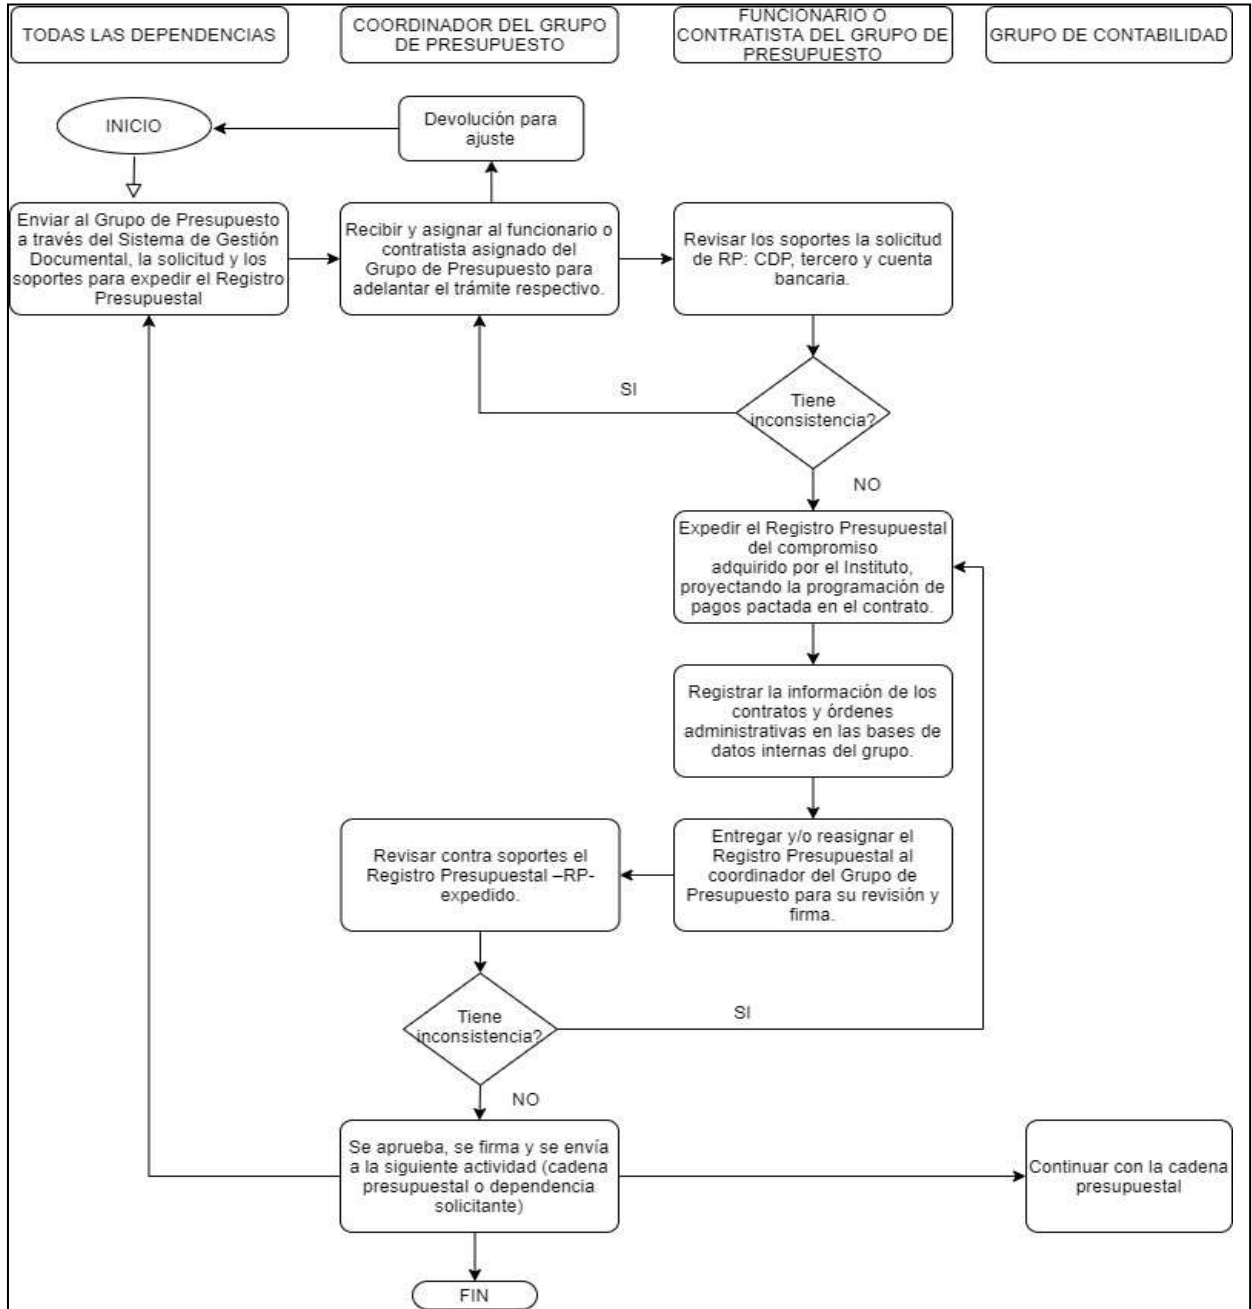 TODAS LAS DEPENDENCIAS
COORDINADOR DEL GRUPO
DE PRESUPUESTO
FUNCIONARIO O
CONTRATISTA DEL GRUPO DE
PRESUPUESTO
GRUPO DE CONTABILIDAD
INICIO
Devolución para
ajuste
Enviar al Grupo de Presupuesto
a través del Sistema de Gestión
Documental, la solicitud y los
soportes para expedir el Registro
Presupuestal
Recibir y asignar al funcionario o
contratista asignado del
Grupo de Presupuesto para
adelantar el trámite respectivo.
Revisar los soportes la solicitud
de RP: CDP, tercero y cuenta
bancaria.
SI
Tiene
inconsistencia?
NO
Expedir el Registro Presupuestal
del compromiso
adquirido por el Instituto,
proyectando la programación de
pagos pactada en el contrato.
Registrar la información de los
contratos y órdenes
administrativas en las bases de
datos internas del grupo.
Entregar y/o reasignar el
Registro Presupuestal al
coordinador del Grupo de
Presupuesto para su revisión y
firma.
Revisar contra soportes el
Registro Presupuestal –RP-
expedido.
Tiene
inconsistencia?
SI
NO
Se aprueba, se firma y se envía
a la siguiente actividad (cadena
presupuestal o dependencia
solicitante)
Continuar con la cadena
presupuestal
FIN